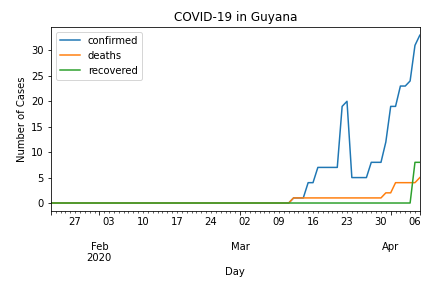 COVID-19 in Guyana
confirmed
deaths
recovered
Number of Cases
30
25
20
15
10
5
0
27 03 10 17 24 02 09 16 23 30 06
Feb Mar Apr
2020
Day